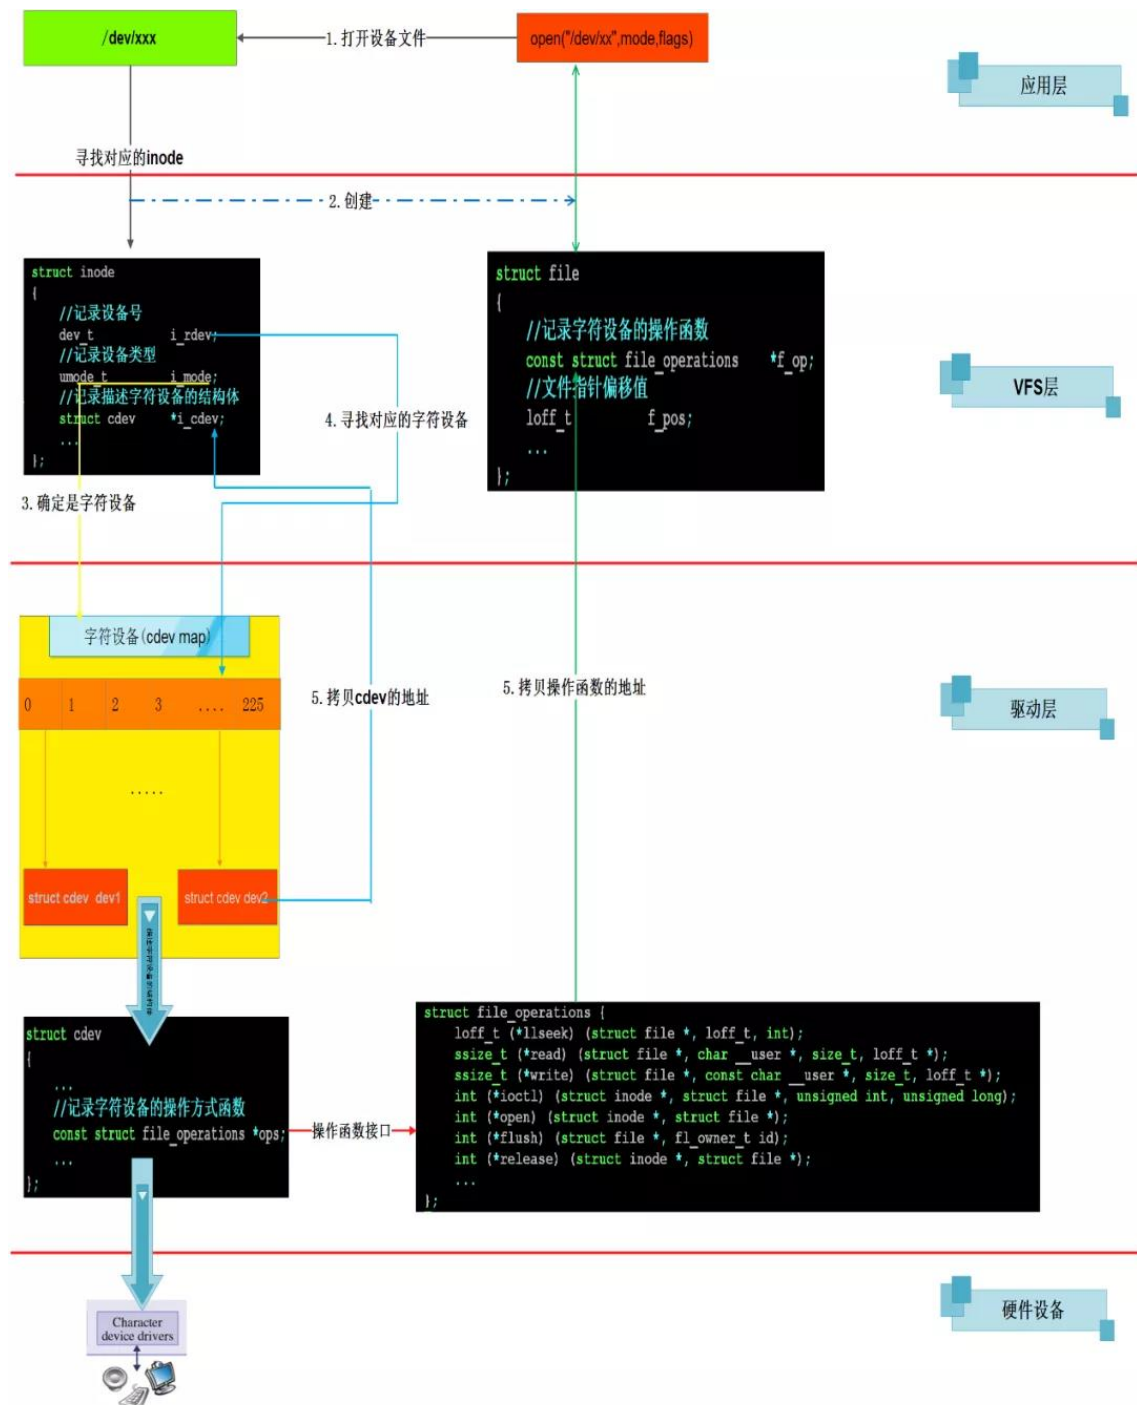 /dev/xxx
1.打开设备文件
open("/dev/xx",mode,flags)
应用层
寻找对应的inode
2.创建
struct inode
{
//记录设备号
dev_t i_rdev;
//记录设备类型
umode_t i_mode;
//记录描述字符设备的结构体
struct cdev *i_cdev;
...
};
struct file
{
//记录字符设备的操作函数
const struct file_operations *f_op;
//文件指针偏移值
loff_t f_pos;
...
};
VFS层
4.寻找对应的字符设备
3.确定是字符设备
字符设备(cdev map)
0 1 2 3 .... 225
5.拷贝cdev的地址
5.拷贝操作函数的地址
驱动层
.....
struct cdev dev1
struct cdev dev2
struct cdev
{
...
//记录字符设备的操作方式函数
const struct file_operations *ops;
...
};
操作函数接口
struct file_operations {
loff_t (*llseek) (struct file *, loff_t, int);
ssize_t (*read) (struct file *, char __user *, size_t, loff_t *);
ssize_t (*write) (struct file *, const char __user *, size_t, loff_t *);
int (*ioctl) (struct inode *, struct file *, unsigned int, unsigned long);
int (*open) (struct inode *, struct file *);
int (*flush) (struct file *, fl_owner_t id);
int (*release) (struct inode *, struct file *);
...
};
硬件设备
Character
device drivers